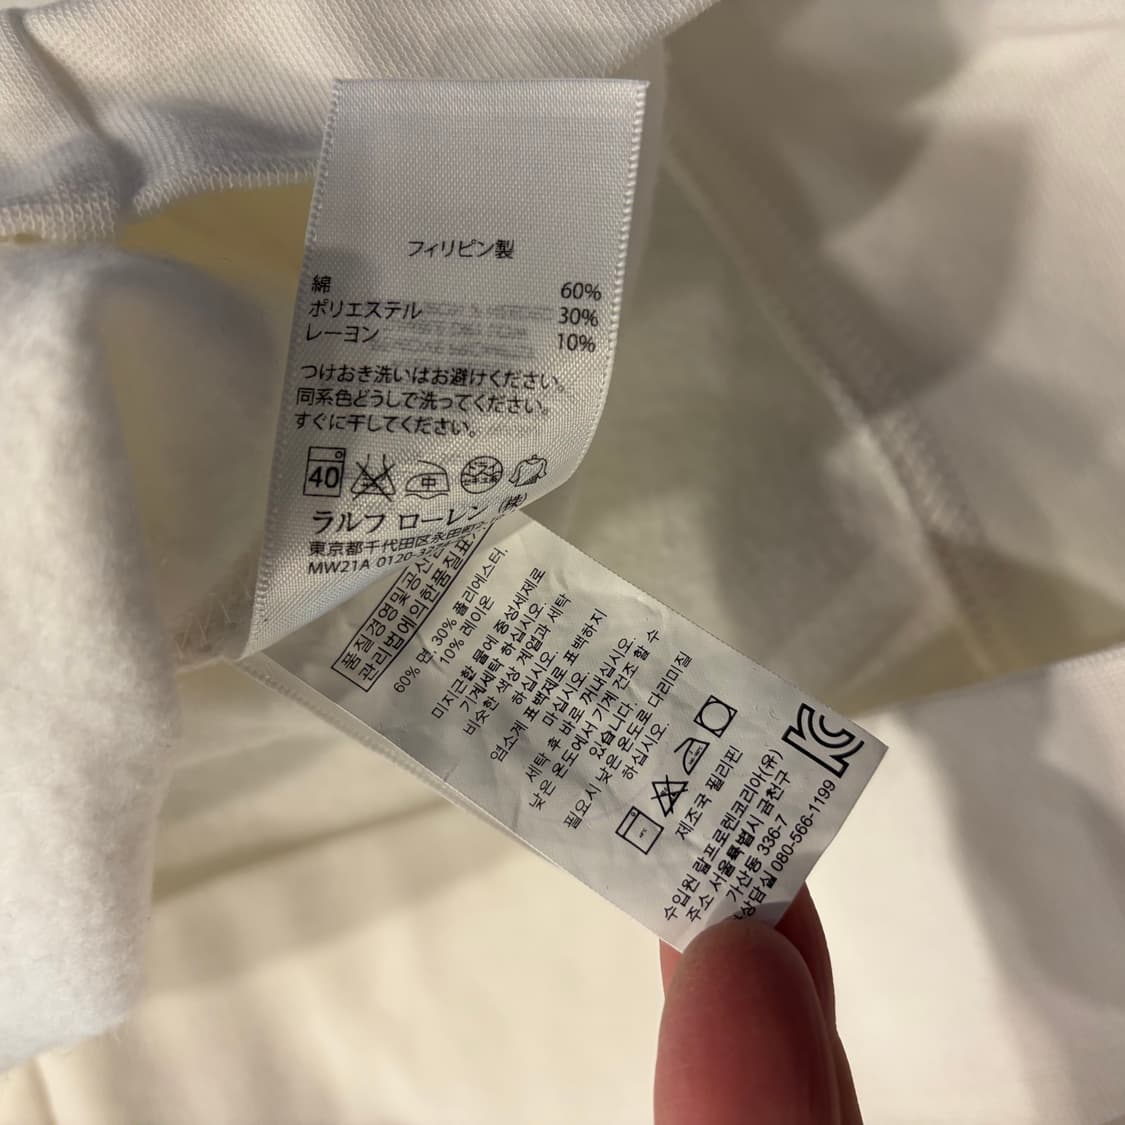 フィリピン製
綿 60%
ポリエステル 30%
レーヨン 10%
つけおき洗いはお避けください。
同系色どうしで洗ってください。
すぐに干してください。
40 中 ドライ
ラルフ ローレン (株)
東京都千代田区永田町2-
MW21A 0120-32
품질경영및공산
관리법에의한품질표
60% 면 30% 폴리에스터,
10% 레이온
미지근한 물에 중성세제로
기계세탁 하십시오
비슷한 색상 계열과 세탁
하십시오.
염소계 표백제로 표백하지
마십시오
세탁 후 바로 꺼내십시오.
낮은 온도에서 기계 건조 할 수
있습니다.
필요시 낮은 온도로 다리미질
하십시오.
제조국 필리핀
수입원 랄프로렌코리아(유)
주소 서울특별시 금천구
가산동 336-7
상담실 080-566-1199